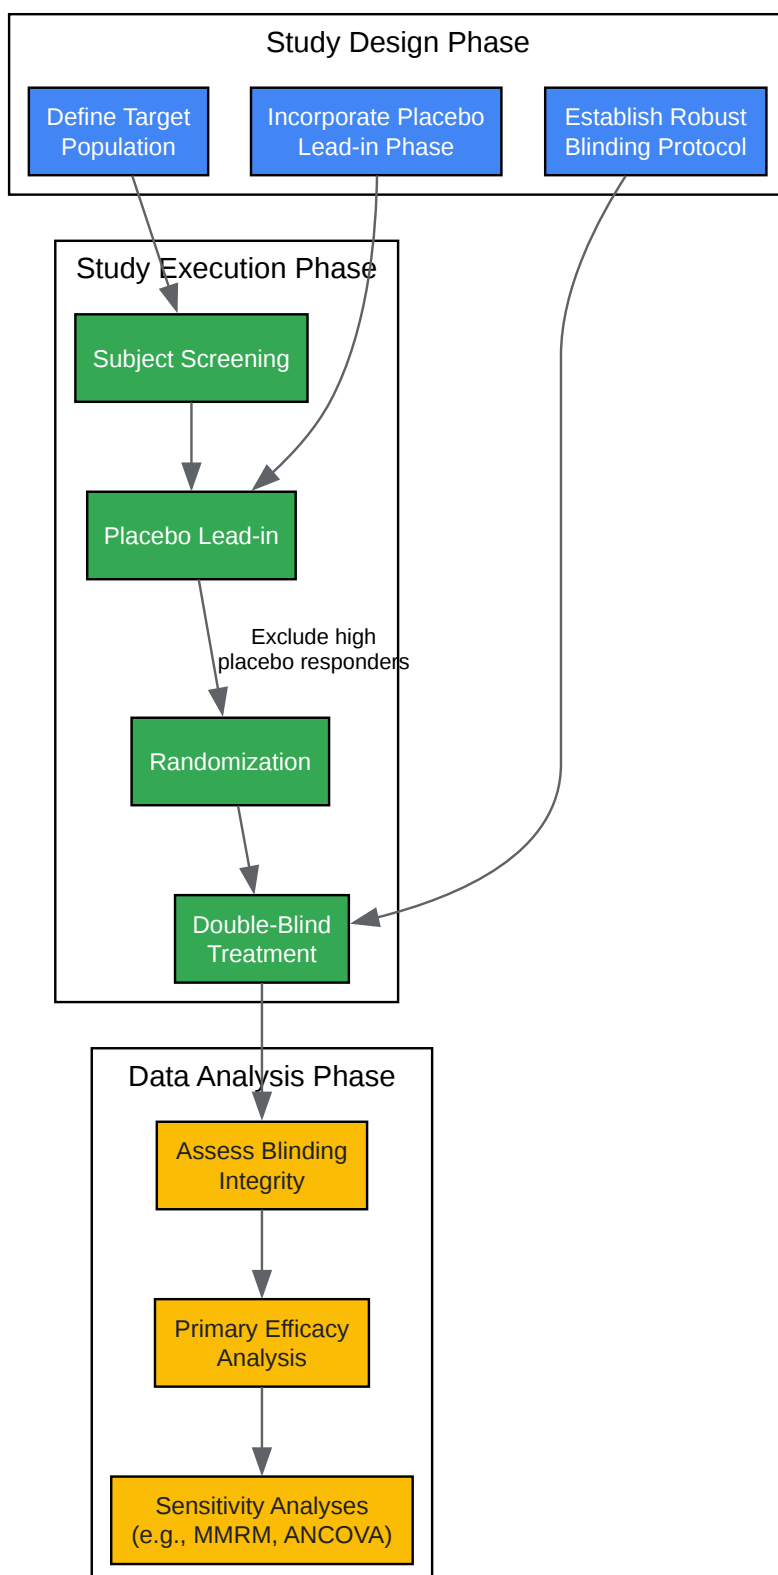 Study Design Phase
Define Target
Population
Incorporate Placebo
Lead-in Phase
Establish Robust
Blinding Protocol
Study Execution Phase
Subject Screening
Placebo Lead-in
Exclude high
placebo responders
Randomization
Double-Blind
Treatment
Data Analysis Phase
Assess Blinding
Integrity
Primary Efficacy
Analysis
Sensitivity Analyses
(e.g., MMRM, ANCOVA)